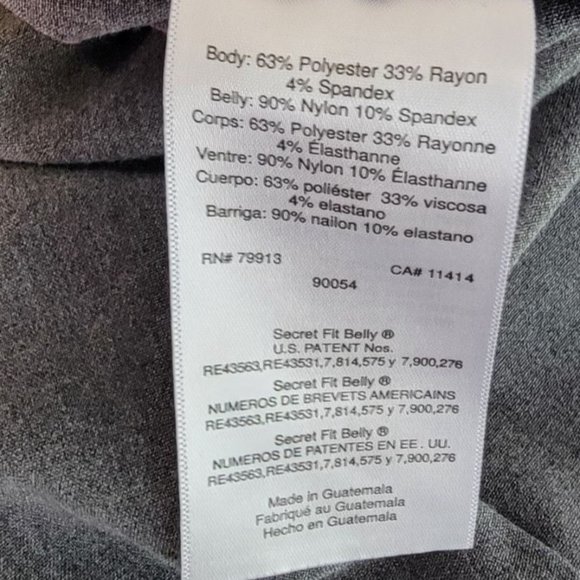 Body: 63% Polyester 33% Rayon
4% Spandex
Belly: 90% Nylon 10% Spandex
Corps: 63% Polyester 33% Rayonne
4% Élasthanne
Ventre: 90% Nylon 10% Élasthanne
Cuerpo: 63% poliéster 33% viscosa
4% elastano
Barriga: 90% nailon 10% elastano
RN# 79913 CA# 11414
90054
Secret Fit Belly ®
U.S. PATENT Nos.
RE43563,RE43531,7,814,575 y 7,900,276
Secret Fit Belly ®
NUMEROS DE BREVETS AMERICAINS
RE43563,RE43531,7,814,575 y 7,900,276
Secret Fit Belly ®
NUMEROS DE PATENTES EN EE . UU.
RE43563,RE43531,7,814,575 y 7,900,276
Made in Guatemala
Fabriqué au Guatemala
Hecho en Guatemala